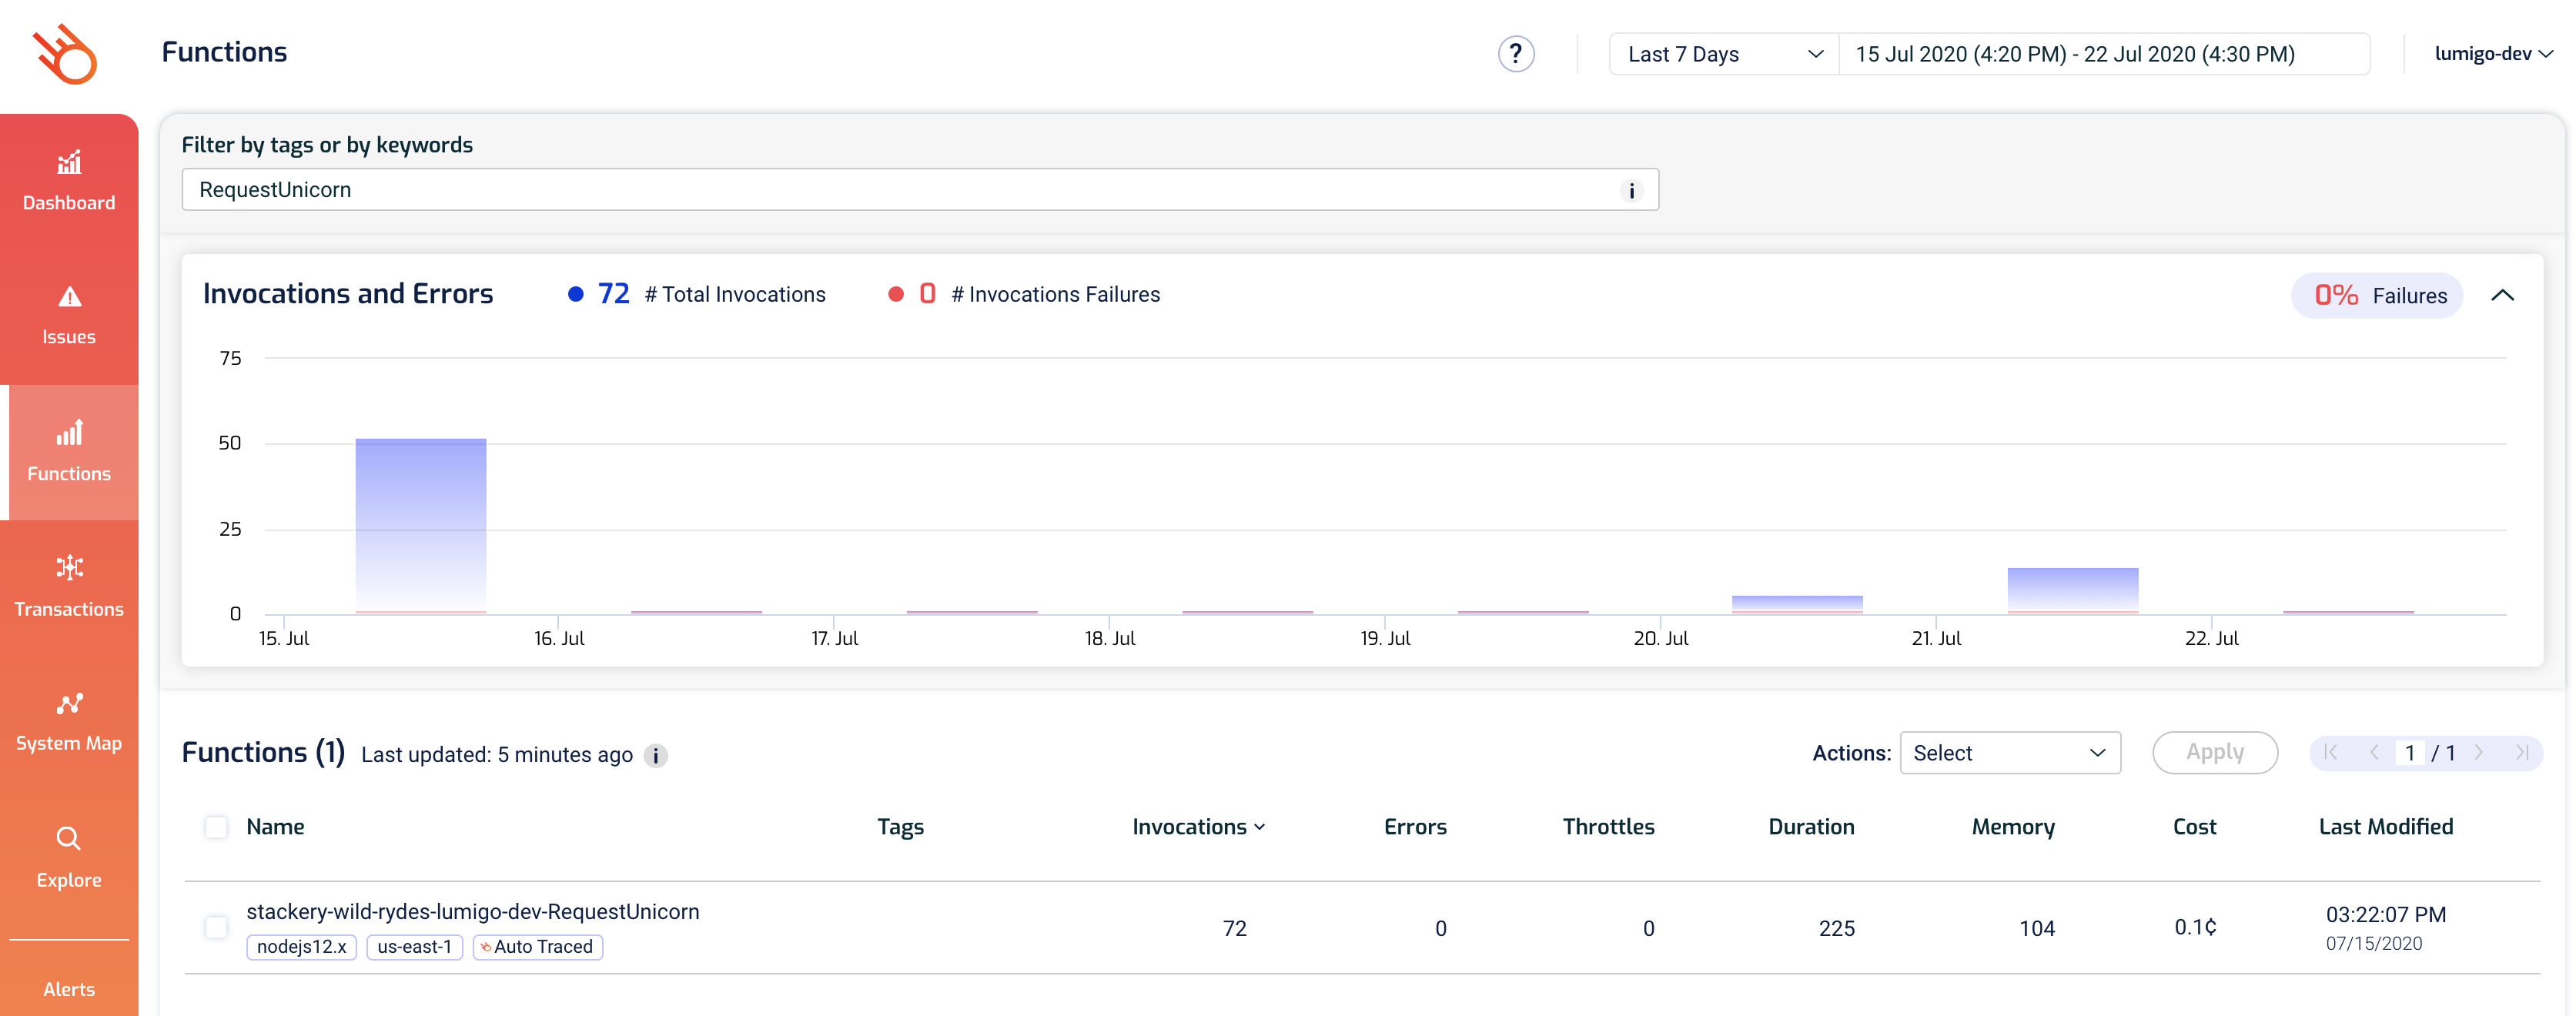 Functions
?
Last 7 Days
15 Jul 2020 (4:20 PM) - 22 Jul 2020 (4:30 PM)
lumigo-dev
Dashboard
Issues
Functions
Transactions
System Map
Explore
Alerts
Filter by tags or by keywords
RequestUnicorn
i
Invocations and Errors
72 # Total Invocations
0 # Invocations Failures
0% Failures
75
50
25
0
15. Jul 16. Jul 17. Jul 18. Jul 19. Jul 20. Jul 21. Jul 22. Jul
Functions (1) Last updated: 5 minutes ago i
Actions: Select Apply 1 / 1
Name Tags Invocations Errors Throttles Duration Memory Cost Last Modified
stackery-wild-rydes-lumigo-dev-RequestUnicorn
nodejs12.x us-east-1 Auto Traced
72 0 0 225 104 0.1¢ 03:22:07 PM
07/15/2020